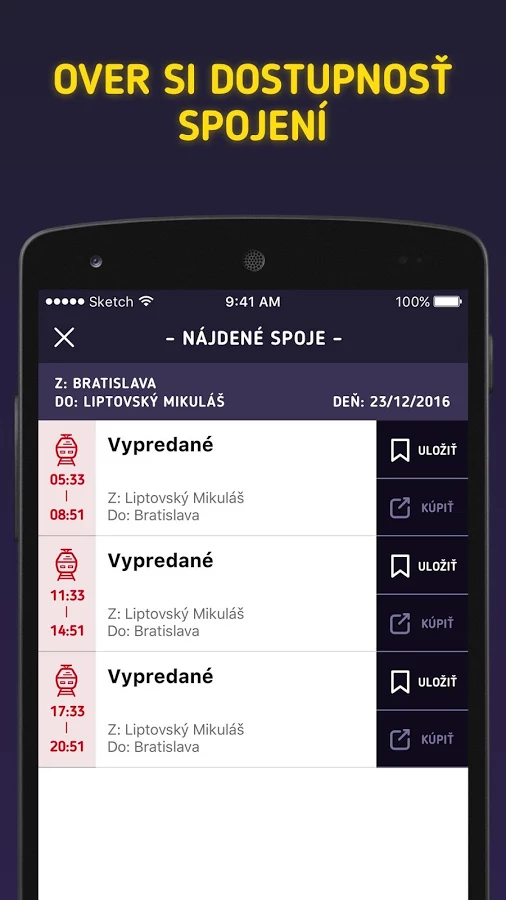 OVER SI DOSTUPNOSŤ
SPOJENÍ
Sketch 9:41 AM 100%
– NÁJDENÉ SPOJE –
Z: BRATISLAVA
DO: LIPTOVSKÝ MIKULÁŠ DEŇ: 23/12/2016
Vypredané
ULOŽIŤ
05:33
08:51
Z: Liptovský Mikuláš
Do: Bratislava
KÚPIŤ
Vypredané
ULOŽIŤ
11:33
14:51
Z: Liptovský Mikuláš
Do: Bratislava
KÚPIŤ
Vypredané
ULOŽIŤ
17:33
20:51
Z: Liptovský Mikuláš
Do: Bratislava
KÚPIŤ